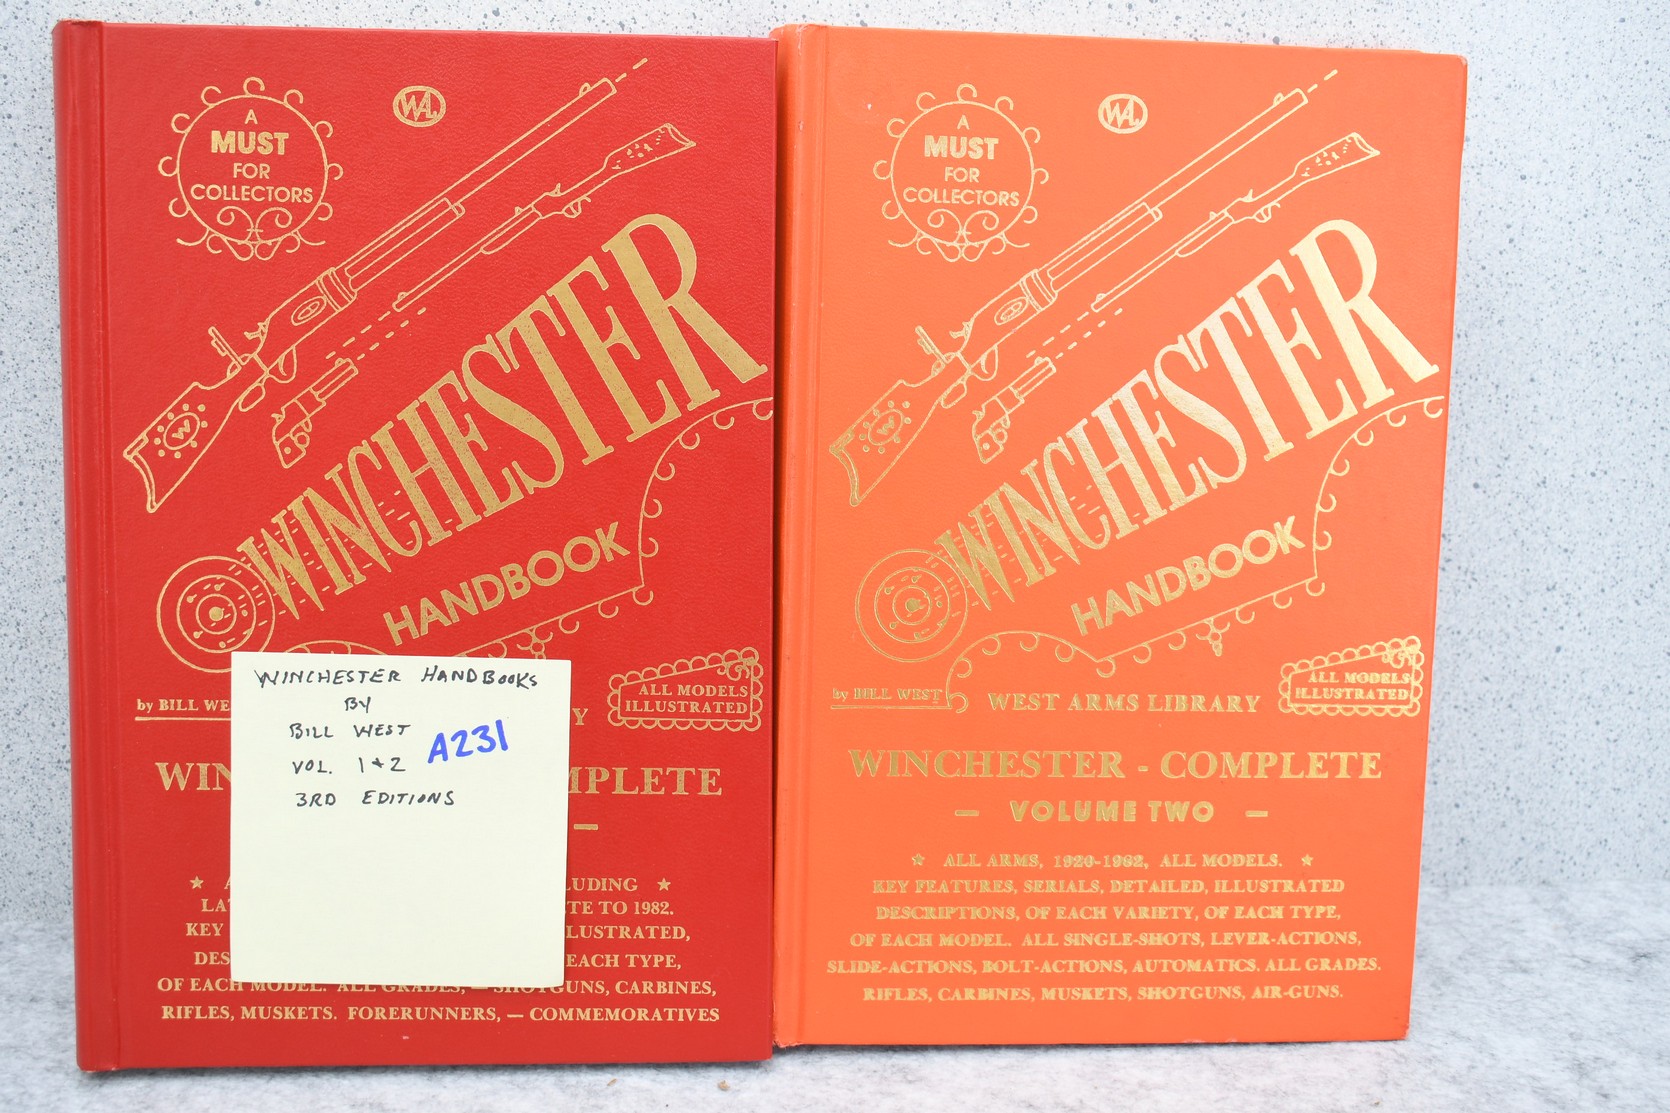 A
MUST
FOR
COLLECTORS
WAL
W
WINCHESTER
HANDBOOK
by BILL WE
Y
ALL MODELS
ILLUSTRATED
WIN MPLETE
—
LUDING
LA TE TO 1982.
KEY LUSTRATED,
DES EACH TYPE,
OF EACH MODEL. ALL GRADES, — SHOTGUNS, CARBINES,
RIFLES, MUSKETS. FORERUNNERS, — COMMEMORATIVES
WINCHESTER HANDBOOKS
BY
BILL WEST
A231
VOL. 1 & 2
3RD EDITIONS
A
MUST
FOR
COLLECTORS
WAL
W
WINCHESTER
HANDBOOK
by BILL WEST
WEST ARMS LIBRARY
ALL MODELS
ILLUSTRATED
WINCHESTER - COMPLETE
— VOLUME TWO —
ALL ARMS, 1920-1982, ALL MODELS.
KEY FEATURES, SERIALS, DETAILED, ILLUSTRATED
DESCRIPTIONS, OF EACH VARIETY, OF EACH TYPE,
OF EACH MODEL. ALL SINGLE-SHOTS, LEVER-ACTIONS,
SLIDE-ACTIONS, BOLT-ACTIONS, AUTOMATICS. ALL GRADES.
RIFLES, CARBINES, MUSKETS, SHOTGUNS, AIR-GUNS.